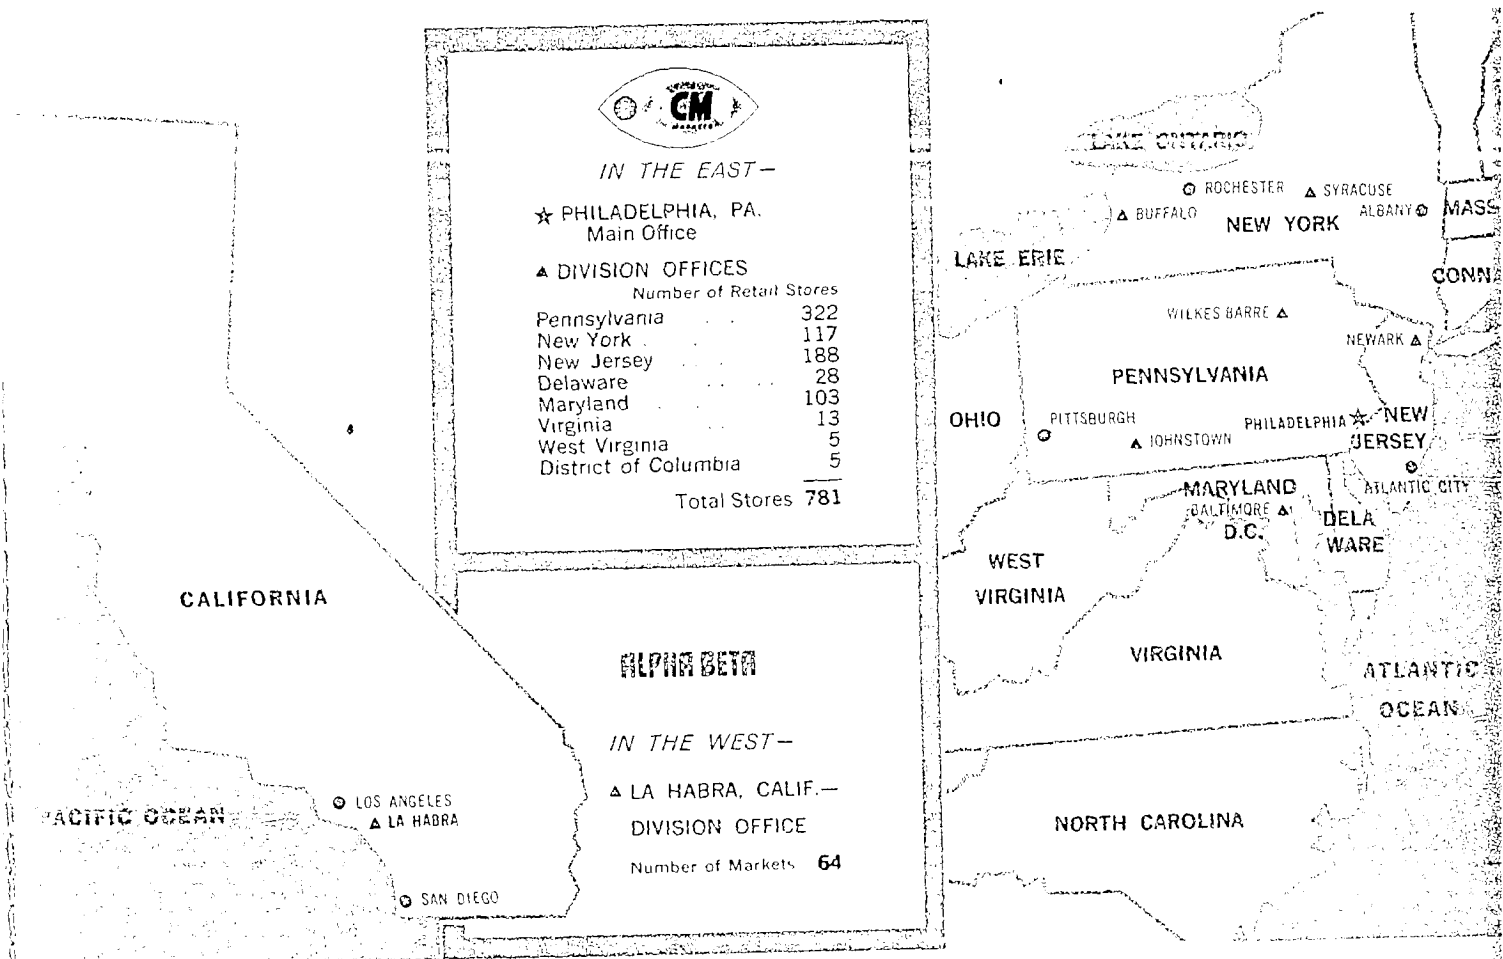 CM
IN THE EAST—
☆ PHILADELPHIA, PA.
Main Office
▲ DIVISION OFFICES
Number of Retail Stores
Pennsylvania . . 322
New York . . 117
New Jersey . . . 188
Delaware . . . . 28
Maryland . . 103
Virginia . . 13
West Virginia 5
District of Columbia 5
Total Stores 781
ALPHA BETA
IN THE WEST—
▲ LA HABRA, CALIF.—
DIVISION OFFICE
Number of Markets 64
CALIFORNIA
PACIFIC OCEAN
LOS ANGELES
▲ LA HABRA
SAN DIEGO
LAKE ONTARIO
ROCHESTER
▲ SYRACUSE
▲ BUFFALO
ALBANY
MASS
NEW YORK
LAKE ERIE
CONN
WILKES BARRE ▲
NEWARK ▲
PENNSYLVANIA
OHIO
PITTSBURGH
▲ JOHNSTOWN
PHILADELPHIA ☆
NEW
JERSEY
ATLANTIC CITY
MARYLAND
BALTIMORE ▲
D.C.
DELA
WARE
WEST
VIRGINIA
VIRGINIA
ATLANTIC
OCEAN
NORTH CAROLINA